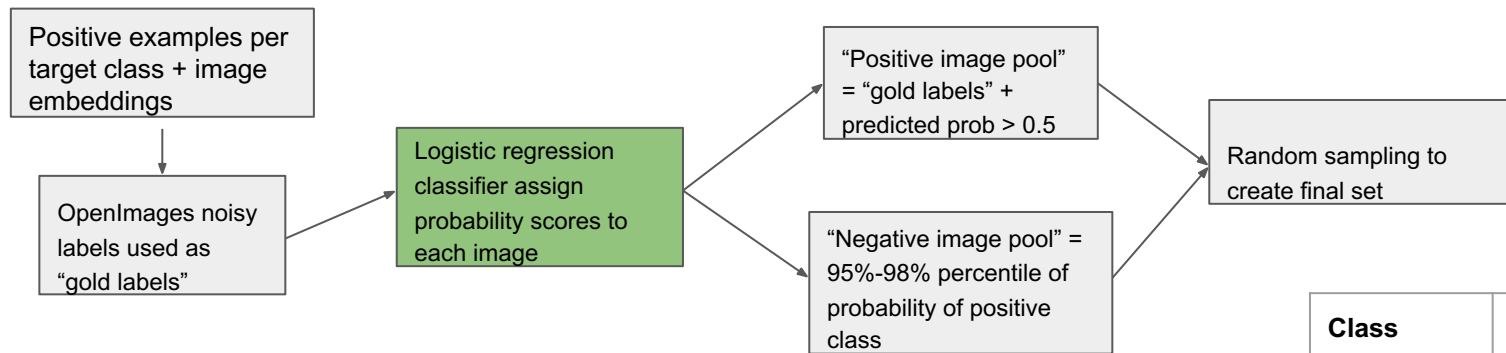 Positive examples per
target class + image
embeddings
OpenImages noisy
labels used as
“gold labels”
Logistic regression
classifier assign
probability scores to
each image
“Positive image pool”
= “gold labels” +
predicted prob > 0.5
“Negative image pool” =
95%-98% percentile of
probability of positive
class
Random sampling to
create final set
Class